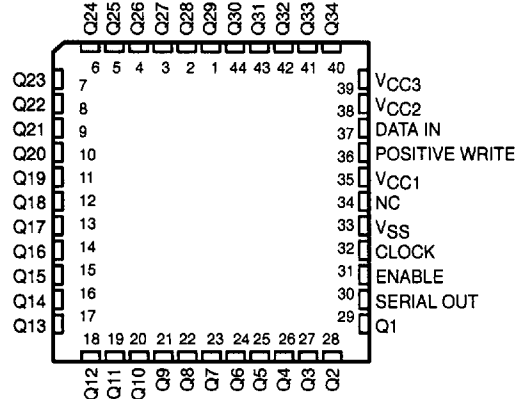 Q24 Q25 Q26 Q27 Q28 Q29 Q30 Q31 Q32 Q33 Q34
6 5 4 3 2 1 44 43 42 41 40
Q23 7 39 VCC3
Q22 8 38 VCC2
Q21 9 37 DATA IN
Q20 10 36 POSITIVE WRITE
Q19 11 35 VCC1
Q18 12 34 NC
Q17 13 33 VSS
Q16 14 32 CLOCK
Q15 15 31 ENABLE
Q14 16 30 SERIAL OUT
Q13 17 29 Q1
18 19 20 21 22 23 24 25 26 27 28
Q12 Q11 Q10 Q9 Q8 Q7 Q6 Q5 Q4 Q3 Q2